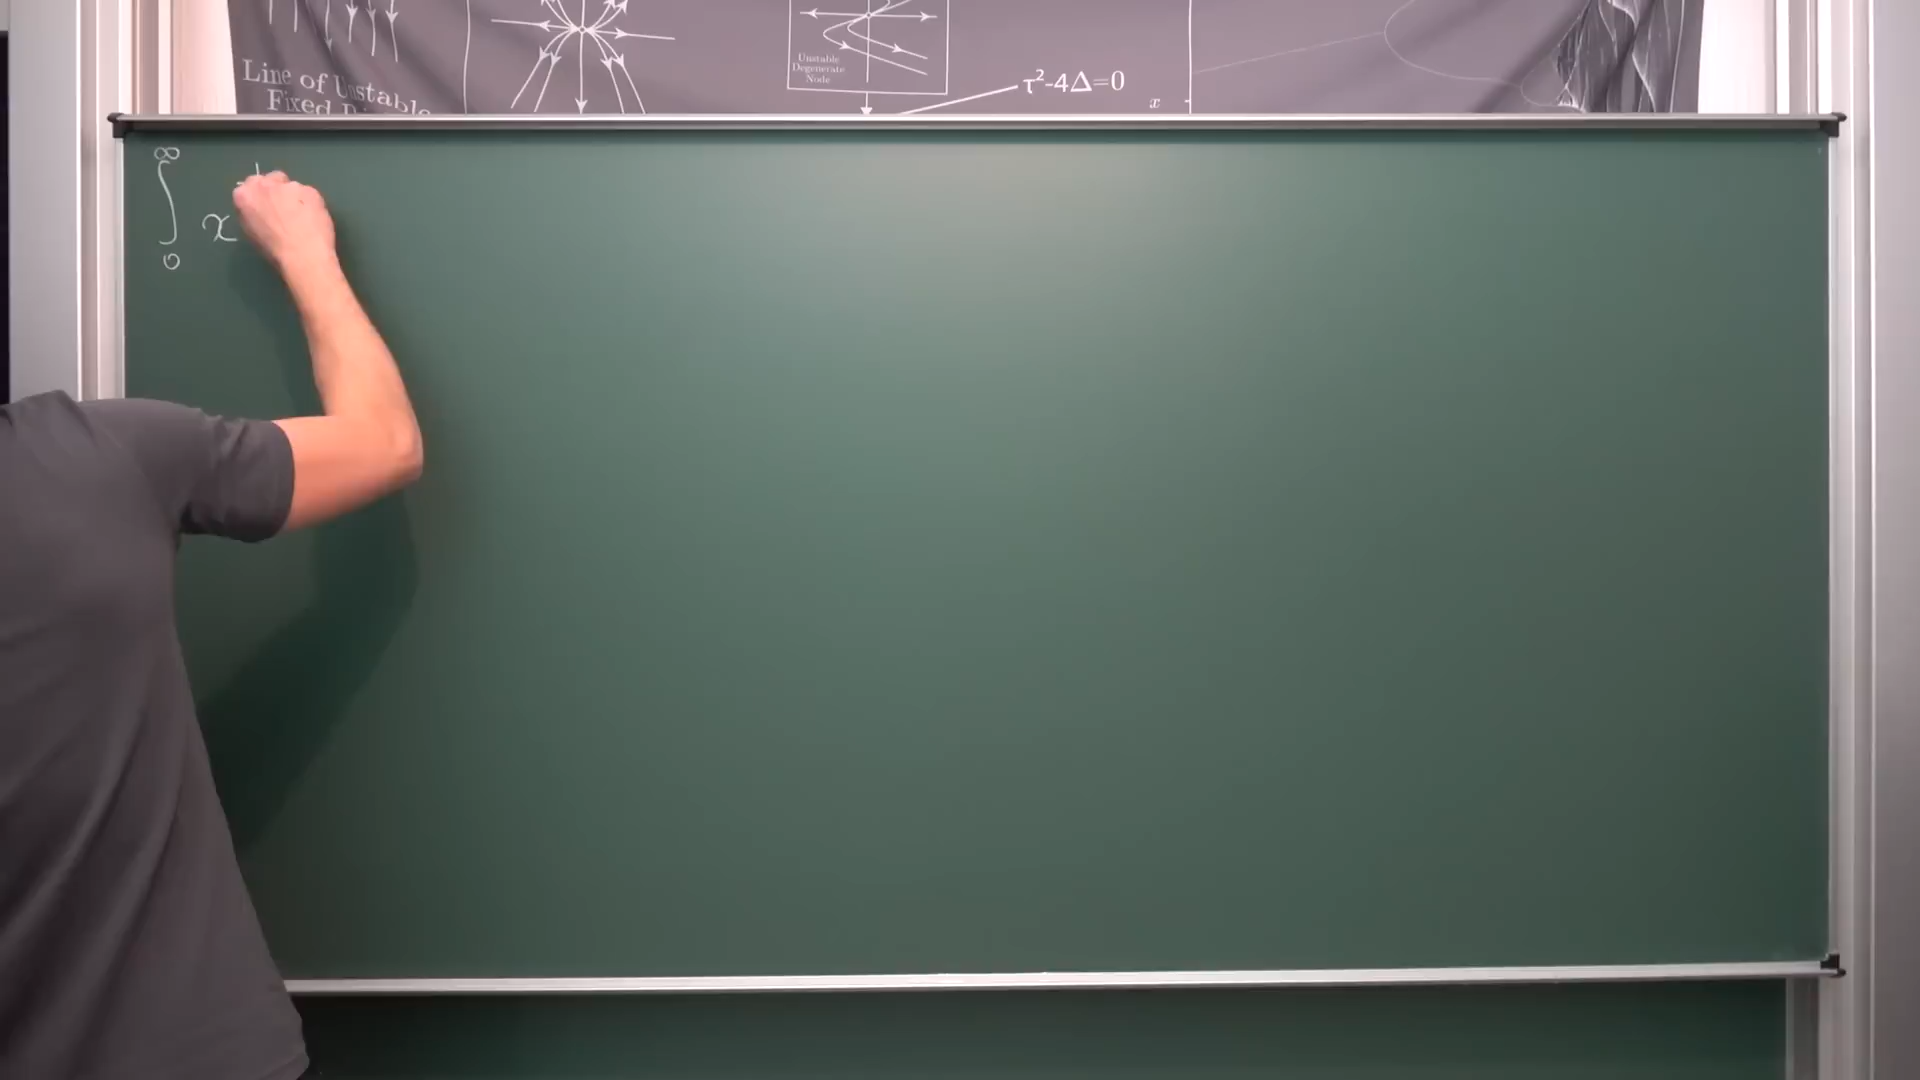 Line of Unstable
Fixed
Unstable
Degenerate
Node
τ²-4Δ=0
x
∞
∫ x
0